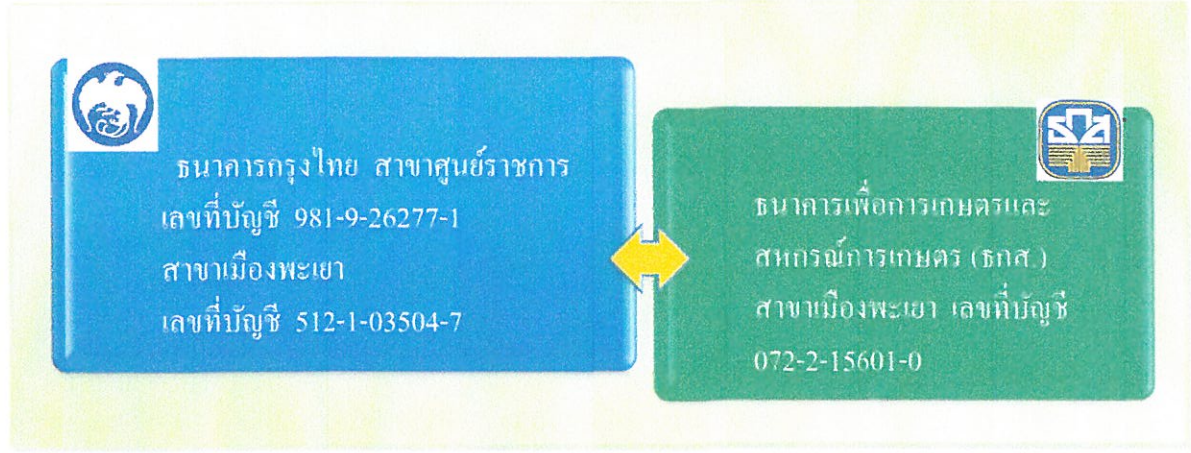 ธนาคารกรุงไทย สาขาศูนย์ราชการ
เลขที่บัญชี 981-9-26277-1
สาขาเมืองพะเยา
เลขที่บัญชี 512-1-03504-7
ธกส
ธนาคารเพื่อการเกษตรและ
สหกรณ์การเกษตร (ธกส.)
สาขาเมืองพะเยา เลขที่บัญชี
072-2-15601-0